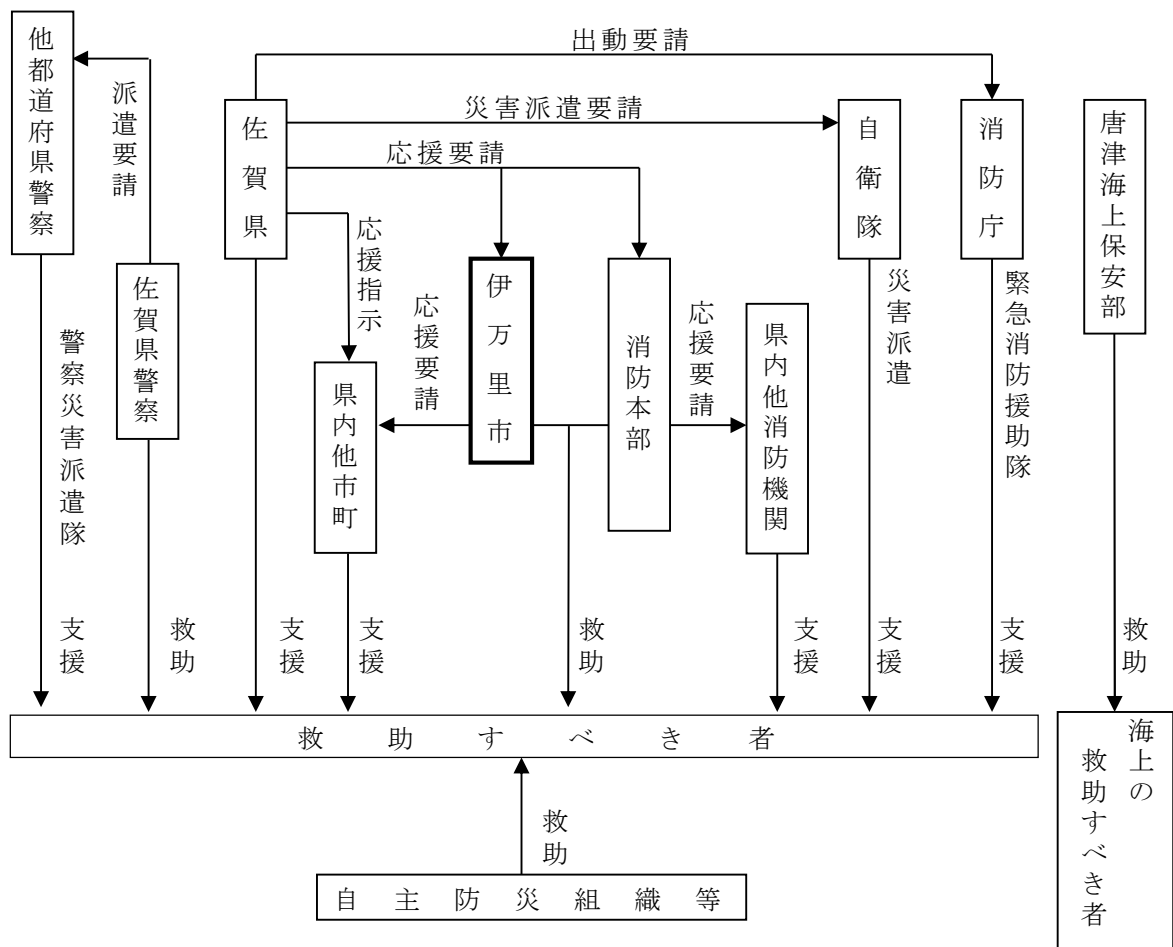 出動要請
他都道府県警察
派遣要請
佐賀県
災害派遣要請
自衛隊
消防庁
唐津海上保安部
応援要請
応援指示
佐賀県警察
伊万里市
消防本部
応援要請
応援要請
県内他市町
県内他消防機関
災害派遣
緊急消防援助隊
警察災害派遣隊
支援
救助
支援
支援
救助
支援
支援
支援
救助
救助すべき者
海上の
救助すべき者
救助
自主防災組織等